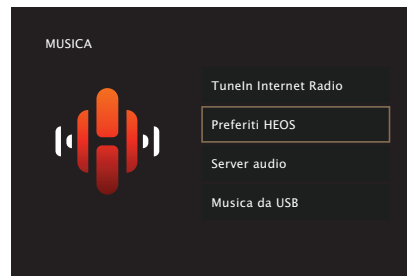 MUSICA
TuneIn Internet Radio
Preferiti HEOS
Server audio
Musica da USB